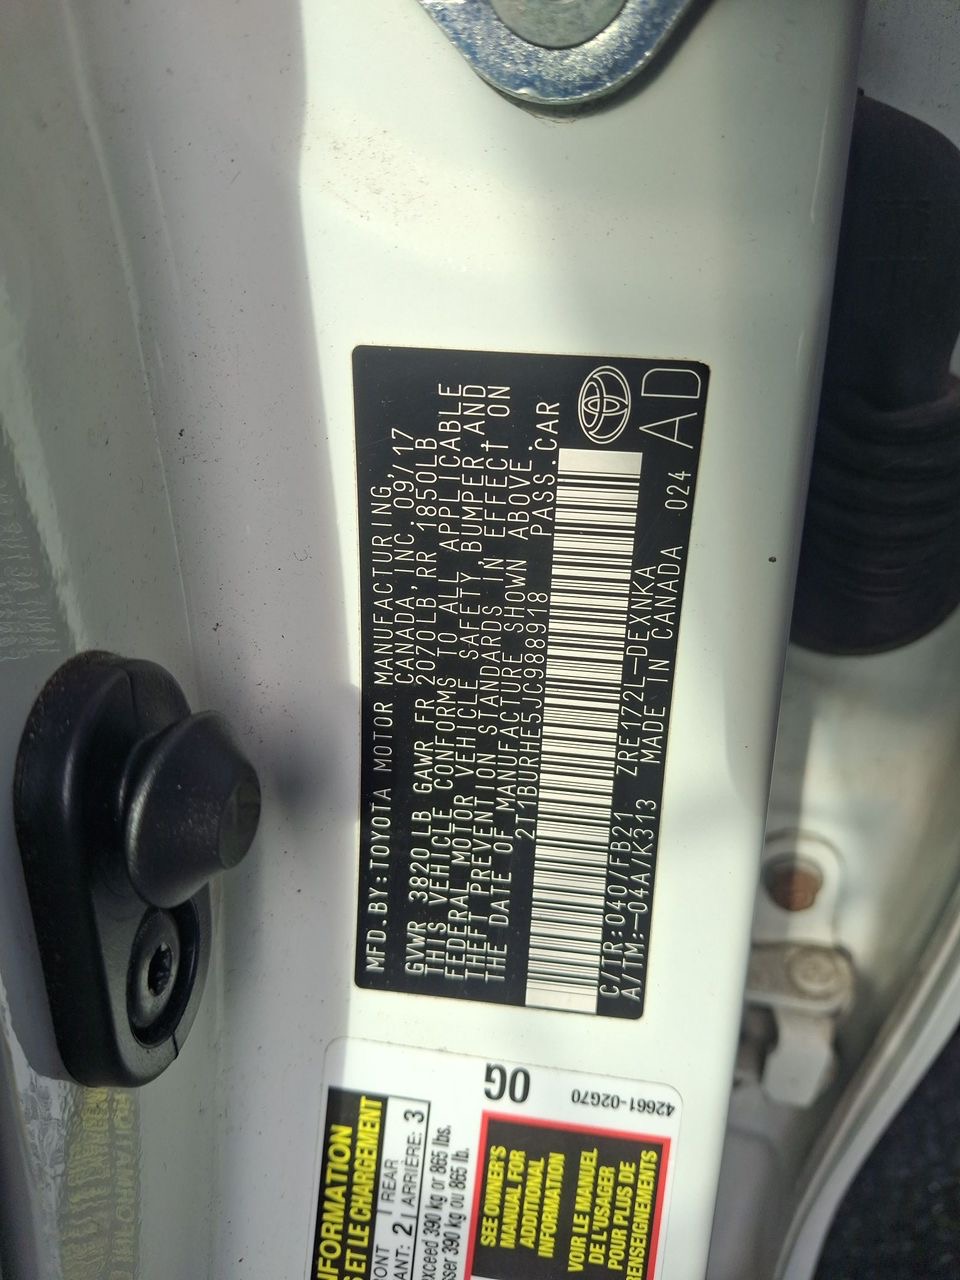 MFD.BY:TOYOTA MOTOR MANUFACTURING,
CANADA, INC. 09/17
GVWR 3820LB GAWR FR 2070LB, RR 1850LB
THIS VEHICLE CONFORMS TO ALL APPLICABLE
FEDERAL MOTOR VEHICLE SAFETY, BUMPER, AND
THEFT PREVENTION STANDARDS IN EFFECT ON
THE DATE OF MANUFACTURE SHOWN ABOVE.
2T1BURHE5JC988918 PASS.CAR
C/TR:040/FB21 ZRE172L-DEXNKA 024
A/TM:-04A/K313 MADE IN CANADA
AD
NFORMATION
S ET LE CHARGEMENT
ONT 2 REAR 3
ANT: ARRIÈRE:
exceed 390 kg or 865 lbs.
sser 390 kg ou 865 lb.
0G
42661-02G70
SEE OWNER'S
MANUAL FOR
ADDITIONAL
INFORMATION
VOIR LE MANUEL
DE L'USAGER
POUR PLUS DE
RENSEIGNEMENTS